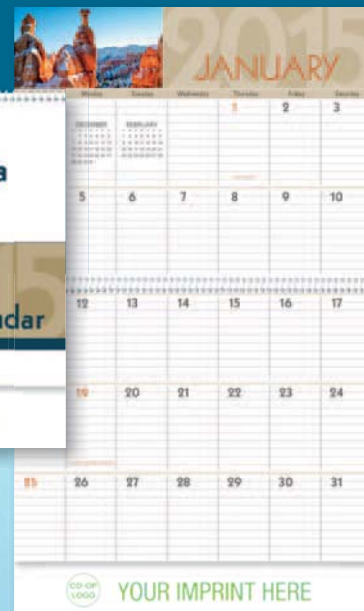 2015
JANUARY
Monday Tuesday Wednesday Thursday Friday Saturday
DECEMBER FEBRUARY
1 2 3
a
5 6 7 8 9 10
5
dar
12 13 14 15 16 17
19 20 21 22 23 24
25 26 27 28 29 30 31
CO-OP
LOGO
YOUR IMPRINT HERE